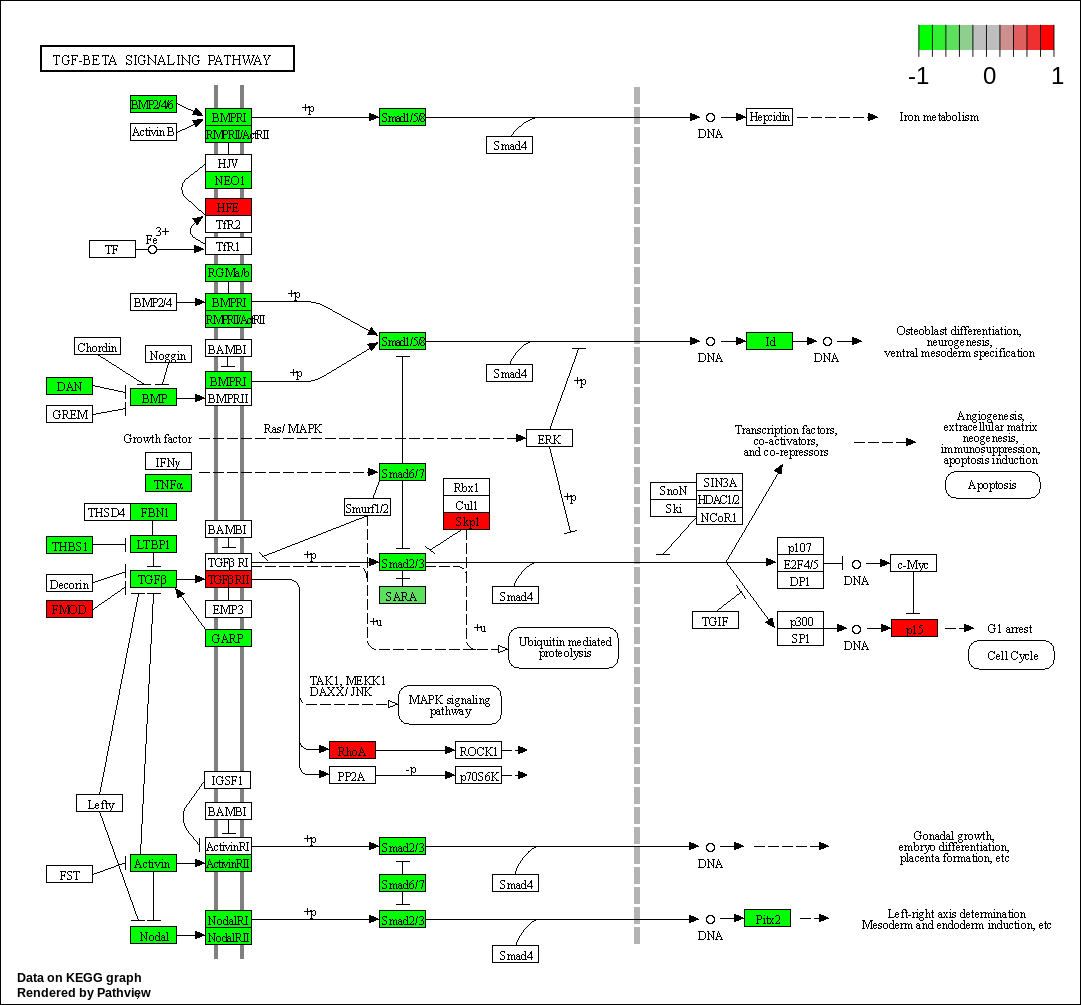 TGF-BETA SIGNALING PATHWAY
-1 0 1
BMP2/4/6
Activin B
BMPRI
RMPRII/ActRII
+p
Smad1/5/8
Smad4
DNA
Hepcidin
Iron metabolism
HJV
NEO1
HFE
TfR2
TfR1
TF
Fe 3+
RGMa/b
BMP2/4
BMPRI
RMPRII/ActRII
+p
Smad1/5/8
Smad4
DNA
Id
DNA
Osteoblast differentiation,
neurogenesis,
ventral mesoderm specification
Chordin
Noggin
BAMBI
DAN
GREM
BMP
BMPRI
BMPRII
+p
+p
Growth factor
Ras/ MAPK
ERK
+p
Transcription factors,
co-activators,
and co-repressors
Angiogenesis,
extracellular matrix
neogenesis,
immunosuppression,
apoptosis induction
Apoptosis
IFNγ
TNFα
Smad6/7
Smurf1/2
Rbx1
Cul1
Skp1
SnoN
Ski
SIN3A
HDAC1/2
NCoR1
THSD4
FBN1
THBS1
LTBP1
BAMBI
Decorin
FMOD
TGFβ
TGFβ RI
TGFβRII
EMP3
GARP
+p
Smad2/3
SARA
Smad4
+u
+u
Ubiquitin mediated
proteolysis
p107
E2F4/5
DP1
DNA
c-Myc
TGIF
p300
SP1
DNA
p15
G1 arrest
Cell Cycle
TAK1, MEKK1
DAXX/ JNK
MAPK signaling
pathway
RhoA
ROCK1
PP2A
-p
p70S6K
Lefty
IGSF1
BAMBI
ActivinRI
ActivinRII
FST
Activin
+p
Smad2/3
Smad4
DNA
Gonadal growth,
embryo differentiation,
placenta formation, etc
Smad6/7
Nodal
NodalRI
NodalRII
+p
Smad2/3
Smad4
DNA
Pitx2
Left-right axis determination
Mesoderm and endoderm induction, etc
Data on KEGG graph
Rendered by Pathview